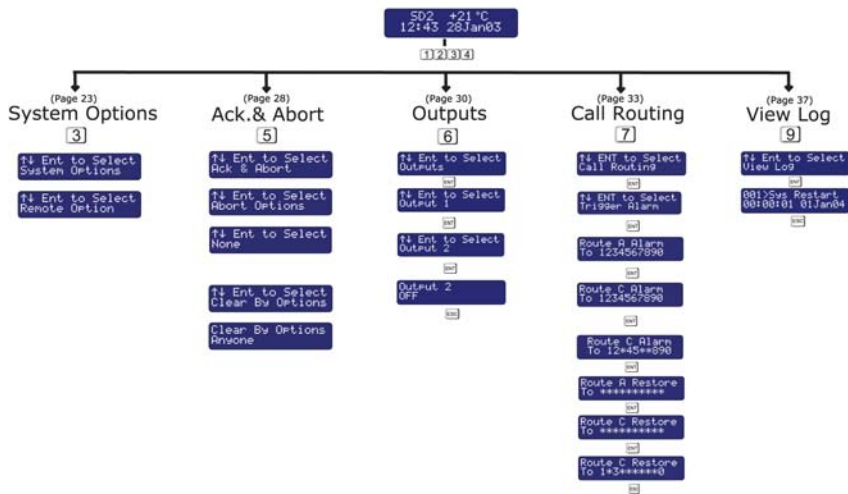 SD2 +21°C
12:43 28Jan03
1 2 3 4
(Page 23)
System Options
3
↑↓ Ent to Select
System Options
↑↓ Ent to Select
Remote Option
(Page 28)
Ack.& Abort
5
↑↓ Ent to Select
Ack & Abort
↑↓ Ent to Select
Abort Options
↑↓ Ent to Select
None
↑↓ Ent to Select
Clear By Options
Clear By Options
Anyone
(Page 30)
Outputs
6
↑↓ Ent to Select
Outputs
ENT
↑↓ Ent to Select
Output 1
ENT
↑↓ Ent to Select
Output 2
ENT
Output 2
OFF
ESC
(Page 33)
Call Routing
7
↑↓ ENT to Select
Call Routing
ENT
↑↓ ENT to Select
Trigger Alarm
ENT
Route A Alarm
To 1234567890
ENT
Route C Alarm
To 1234567890
ENT
Route C Alarm
To 12*45**890
ENT
Route A Restore
To **********
ENT
Route C Restore
To **********
ENT
Route C Restore
To 1*3******0
ESC
(Page 37)
View Log
9
↑↓ Ent to Select
View Log
ENT
001>Sys Restart
00:00:01 01Jan04
ESC